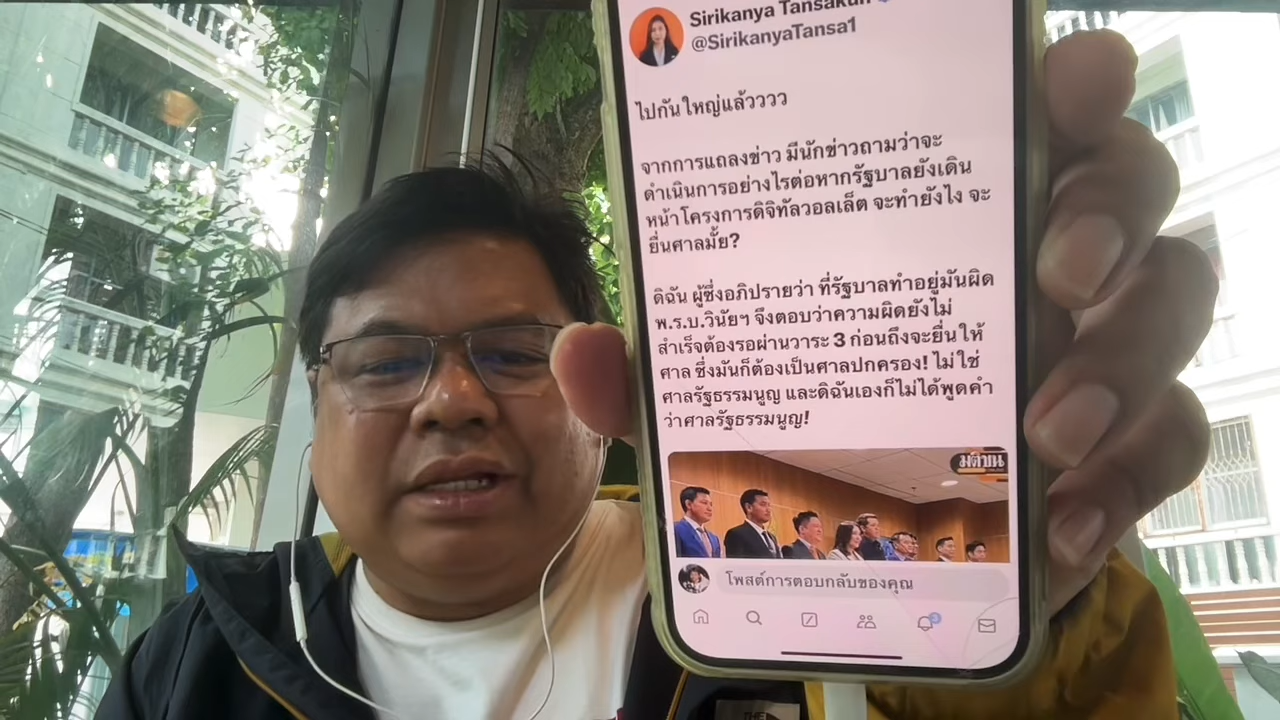 Sirikanya Tansakun
@SirikanyaTansa1
ไปกันใหญ่แล้วววว
จากการแถลงข่าว มีนักข่าวถามว่าจะ
ดำเนินการอย่างไรต่อหากรัฐบาลยังเดิน
หน้าโครงการดิจิทัลวอลเล็ต จะทำยังไง จะ
ยื่นศาลมั้ย?
ดิฉัน ผู้ซึ่งอภิปรายว่า ที่รัฐบาลทำอยู่มันผิด
พ.ร.บ.วินัยฯ จึงตอบว่าความผิดยังไม่
สำเร็จต้องรอผ่านวาระ 3 ก่อนถึงจะยื่นให้
ศาล ซึ่งมันก็ต้องเป็นศาลปกครอง! ไม่ใช่
ศาลรัฐธรรมนูญ และดิฉันเองก็ไม่ได้พูดคำ
ว่าศาลรัฐธรรมนูญ!
มติชน
โพสต์การตอบกลับของคุณ
3
THE